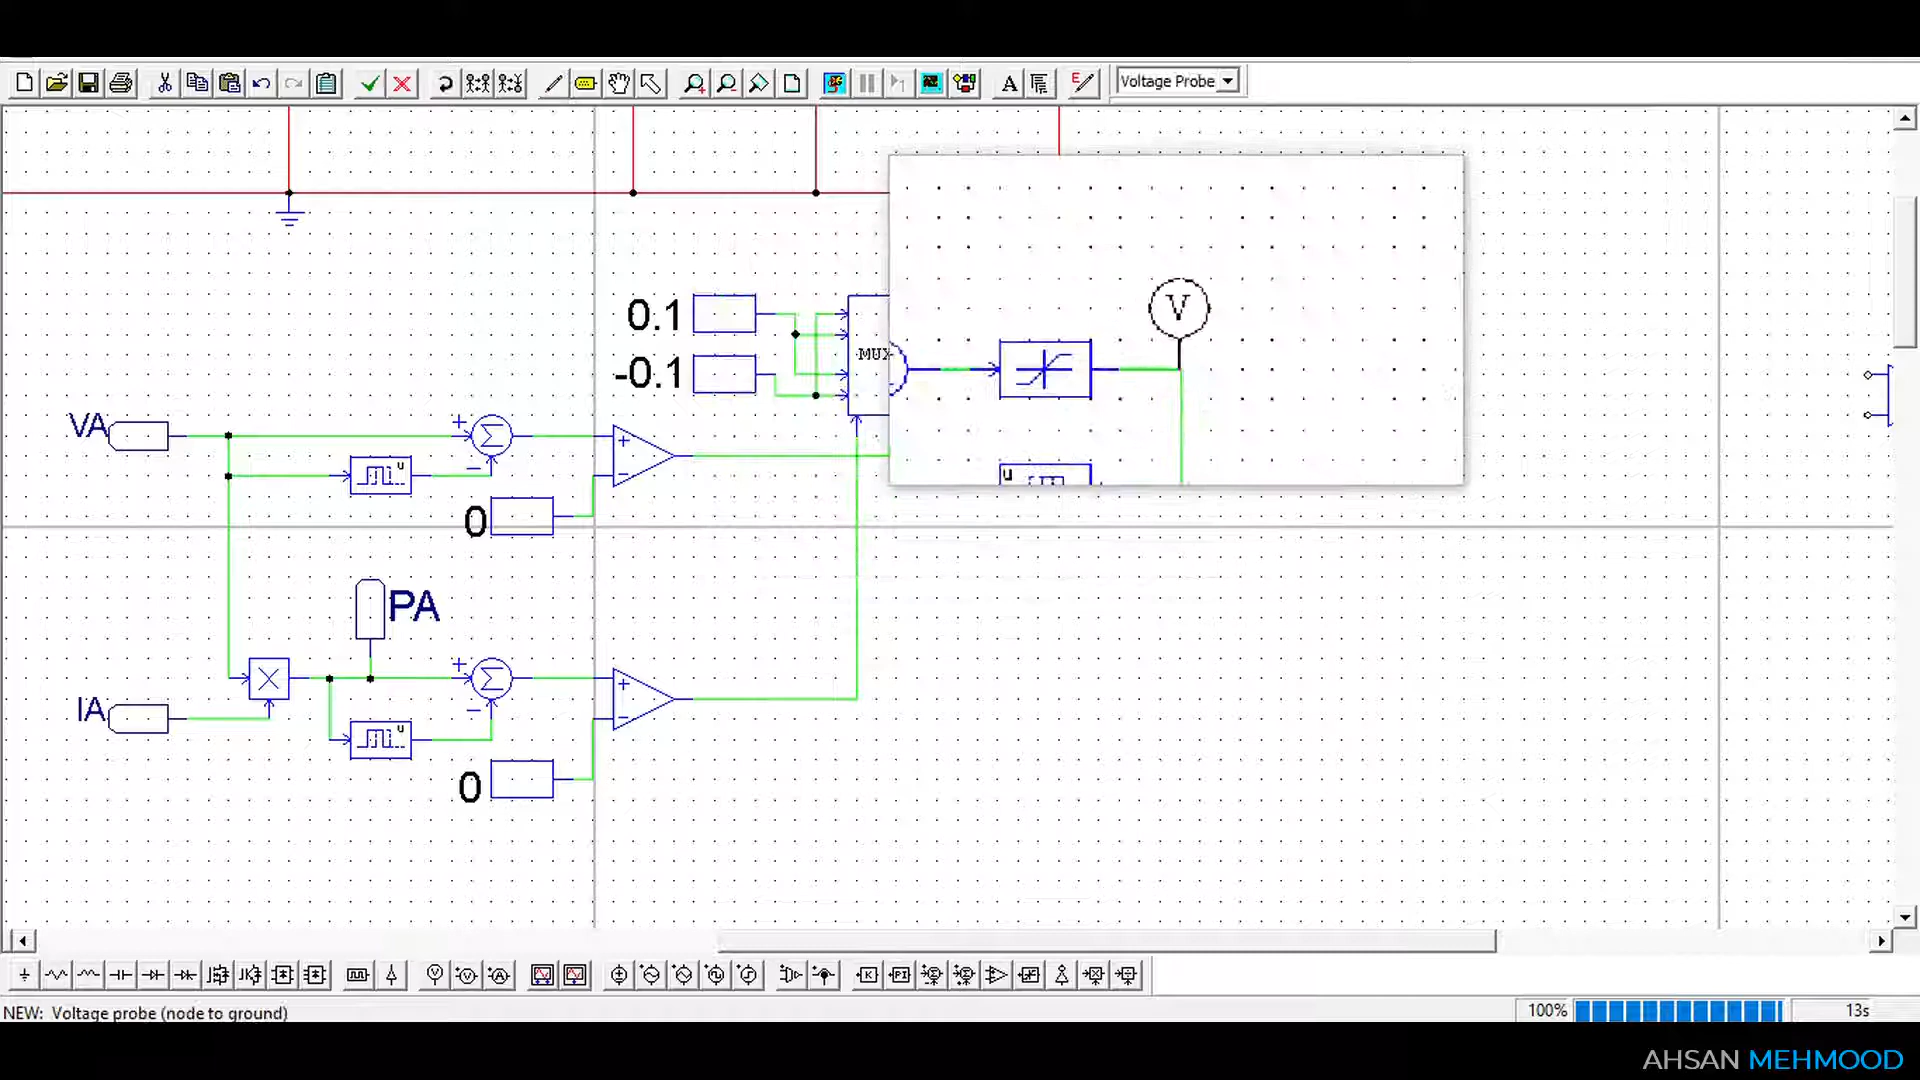 Voltage Probe
0.1
MUX
-0.1
V
VA
+
Σ
−
u
+
−
0
u
PA
IA
+
Σ
−
u
+
−
0
NEW: Voltage probe (node to ground)
100%
13s
AHSAN MEHMOOD